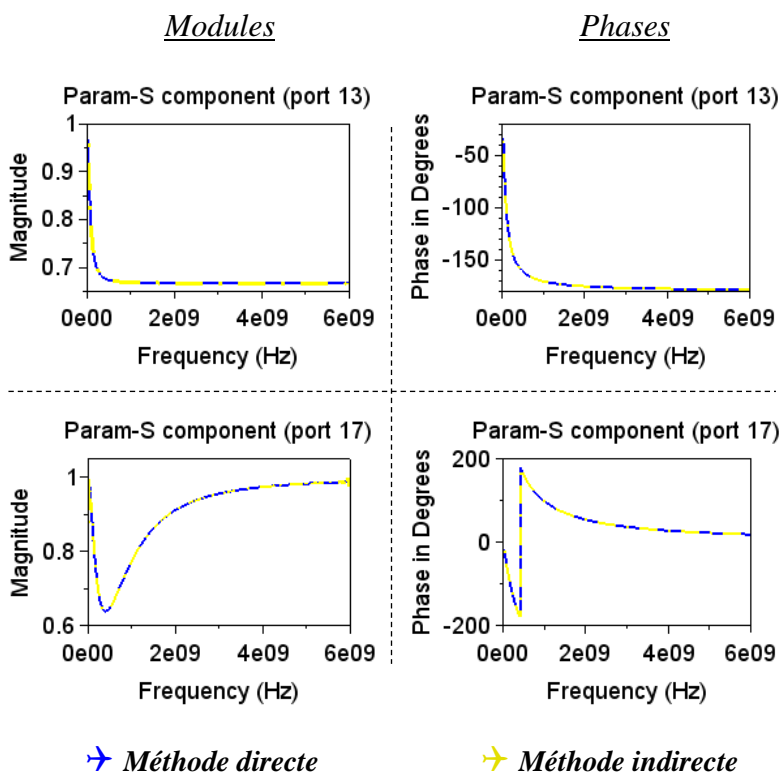 Modules
Phases
Param-S component (port 13)
1
0.9
0.8
0.7
Magnitude
0e00 2e09 4e09 6e09
Frequency (Hz)
Param-S component (port 13)
-50
-100
-150
Phase in Degrees
0e00 2e09 4e09 6e09
Frequency (Hz)
Param-S component (port 17)
1
0.8
0.6
Magnitude
0e00 2e09 4e09 6e09
Frequency (Hz)
Param-S component (port 17)
200
0
-200
Phase in Degrees
0e00 2e09 4e09 6e09
Frequency (Hz)
Méthode directe
Méthode indirecte